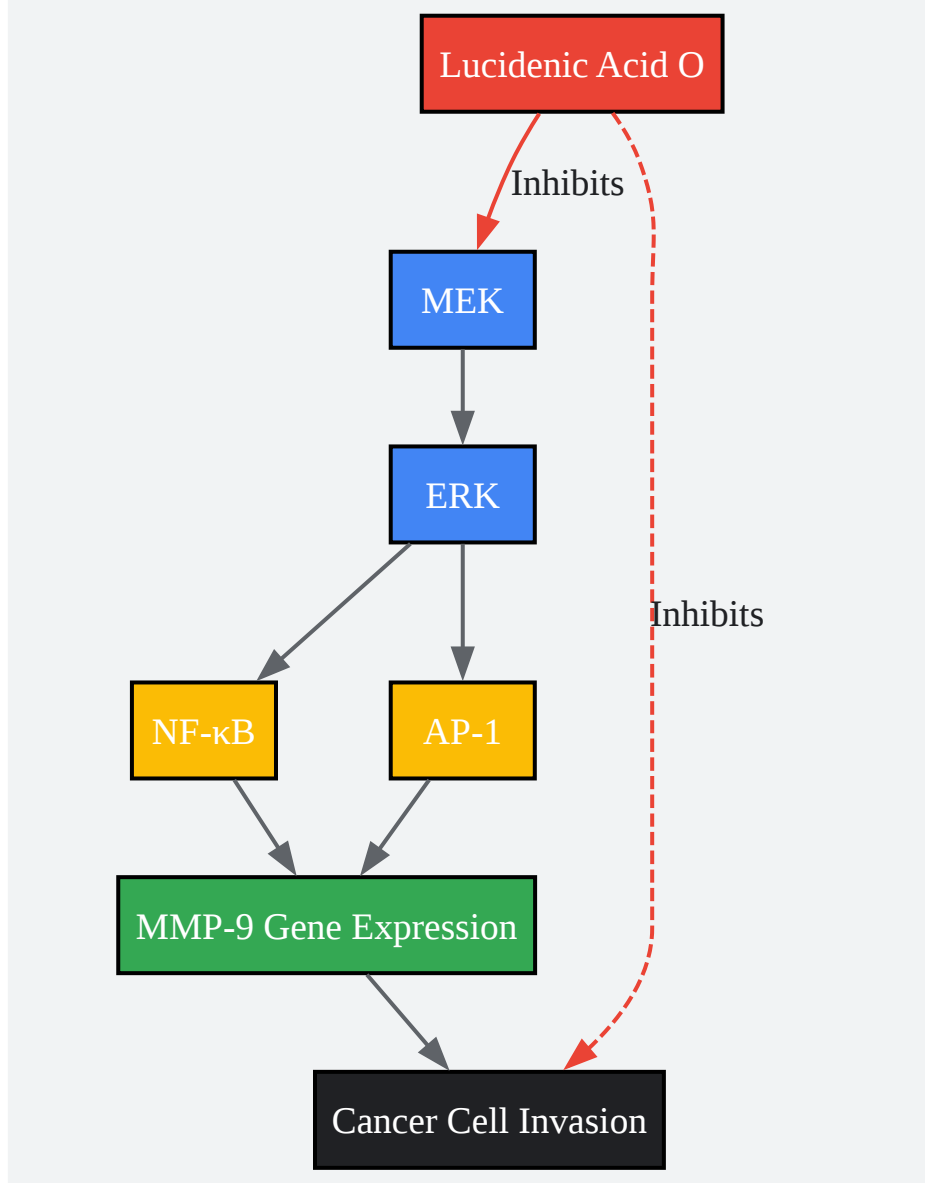 Lucidenic Acid O
Inhibits
MEK
ERK
Inhibits
NF-κB
AP-1
MMP-9 Gene Expression
Cancer Cell Invasion